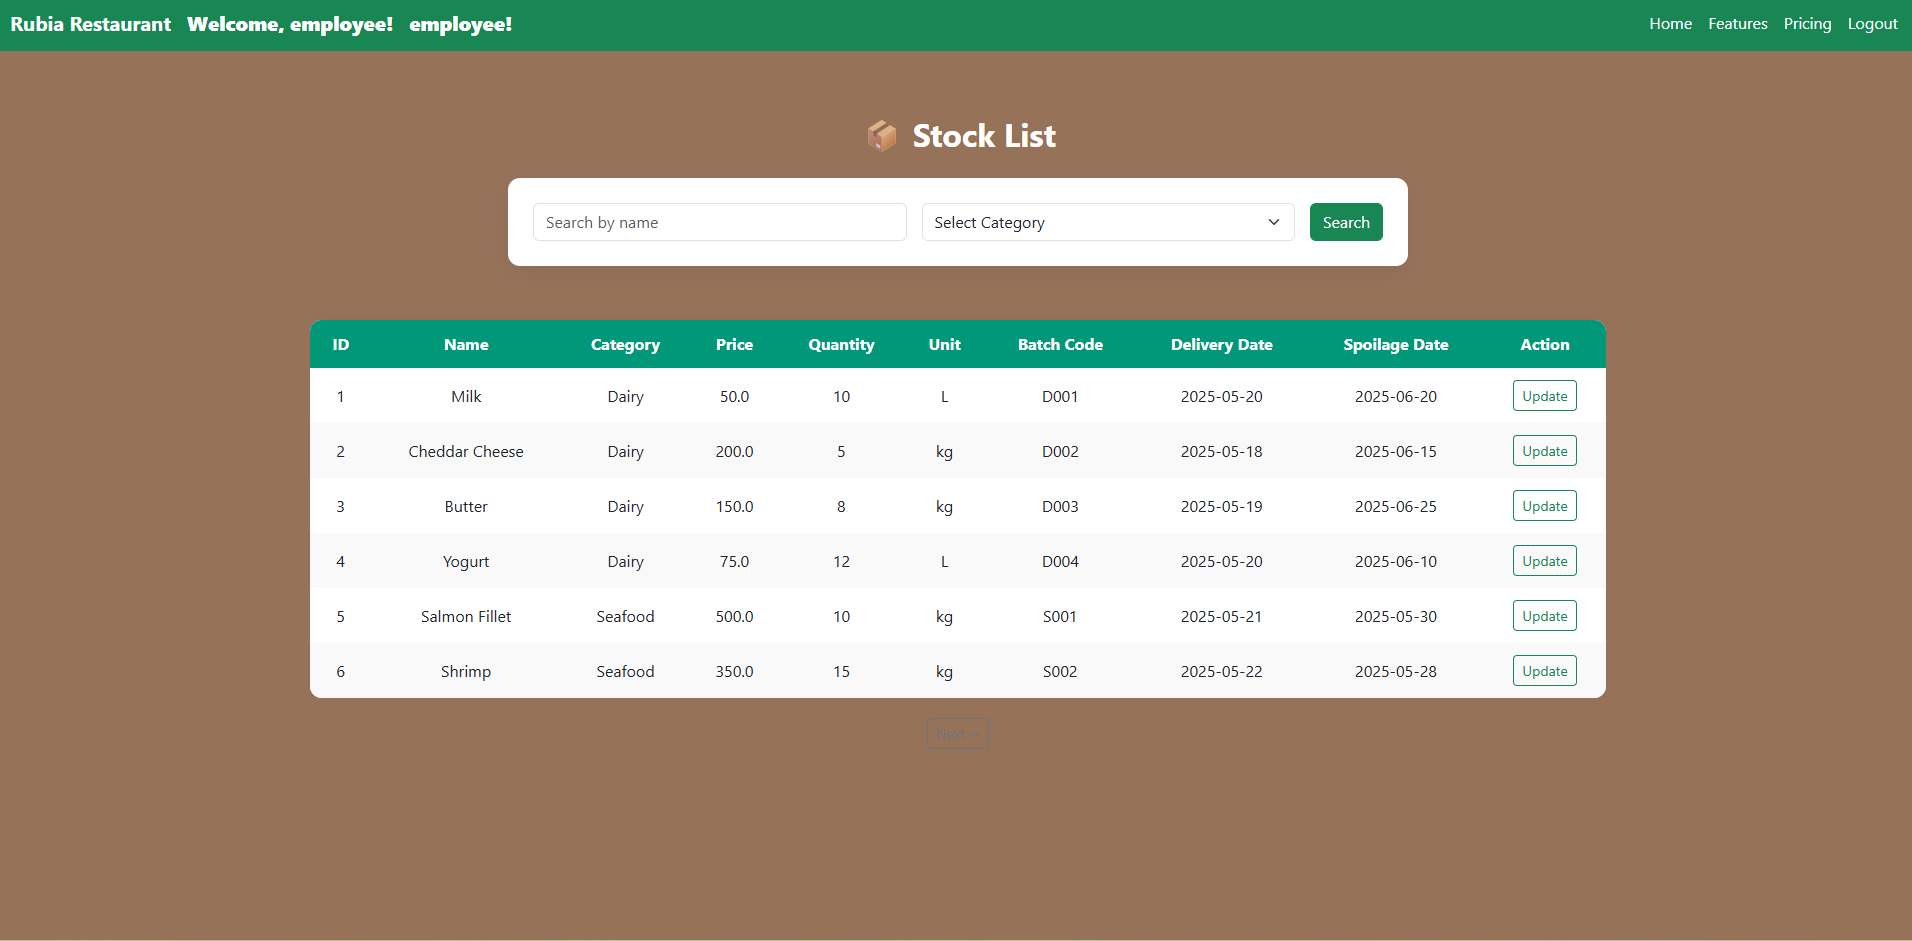 Rubia Restaurant Welcome, employee! employee! Home Features Pricing Logout
📦 Stock List
Search by name Select Category Search
ID Name Category Price Quantity Unit Batch Code Delivery Date Spoilage Date Action
1 Milk Dairy 50.0 10 L D001 2025-05-20 2025-06-20 Update
2 Cheddar Cheese Dairy 200.0 5 kg D002 2025-05-18 2025-06-15 Update
3 Butter Dairy 150.0 8 kg D003 2025-05-19 2025-06-25 Update
4 Yogurt Dairy 75.0 12 L D004 2025-05-20 2025-06-10 Update
5 Salmon Fillet Seafood 500.0 10 kg S001 2025-05-21 2025-05-30 Update
6 Shrimp Seafood 350.0 15 kg S002 2025-05-22 2025-05-28 Update
Next →